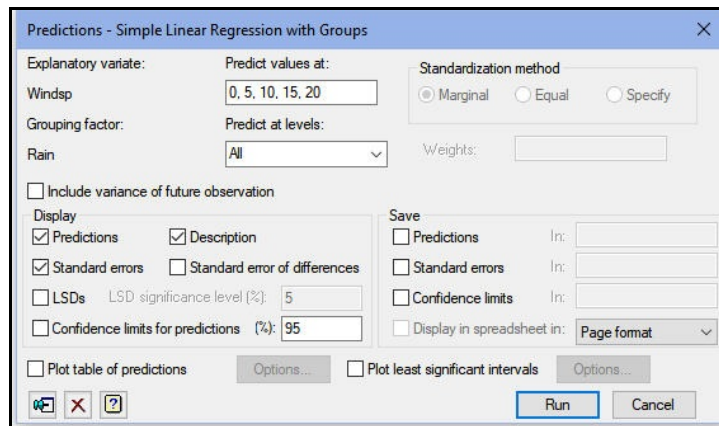 Predictions - Simple Linear Regression with Groups
Explanatory variate: Predict values at:
Windsp 0, 5, 10, 15, 20
Standardization method
Marginal Equal Specify
Grouping factor: Predict at levels:
Rain All
Weights:
Include variance of future observation
Display
Predictions Description
Standard errors Standard error of differences
LSDs LSD significance level (%): 5
Confidence limits for predictions (%): 95
Save
Predictions In:
Standard errors In:
Confidence limits In:
Display in spreadsheet in: Page format
Plot table of predictions Options... Plot least significant intervals Options...
? Run Cancel